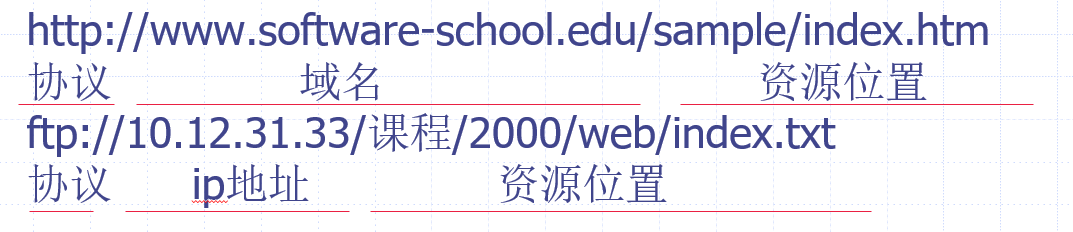 http://www.software-school.edu/sample/index.htm
协议 域名 资源位置
ftp://10.12.31.33/课程/2000/web/index.txt
协议 ip地址 资源位置